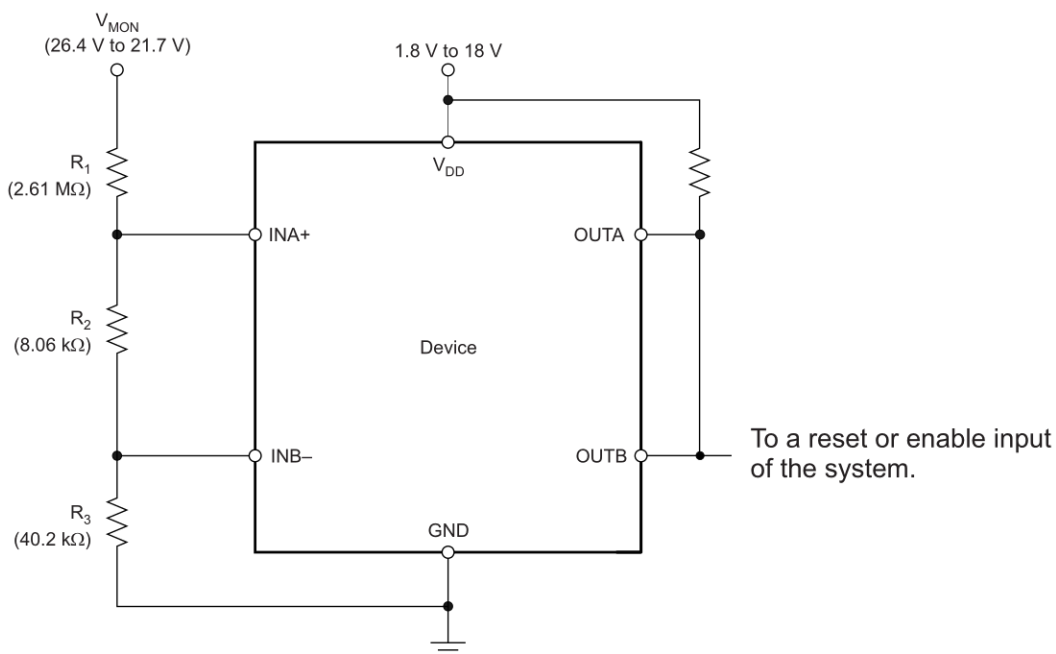 V_MON
(26.4 V to 21.7 V)
1.8 V to 18 V
R_1
(2.61 MΩ)
V_DD
INA+
OUTA
R_2
(8.06 kΩ)
Device
INB–
OUTB
To a reset or enable input
of the system.
R_3
(40.2 kΩ)
GND